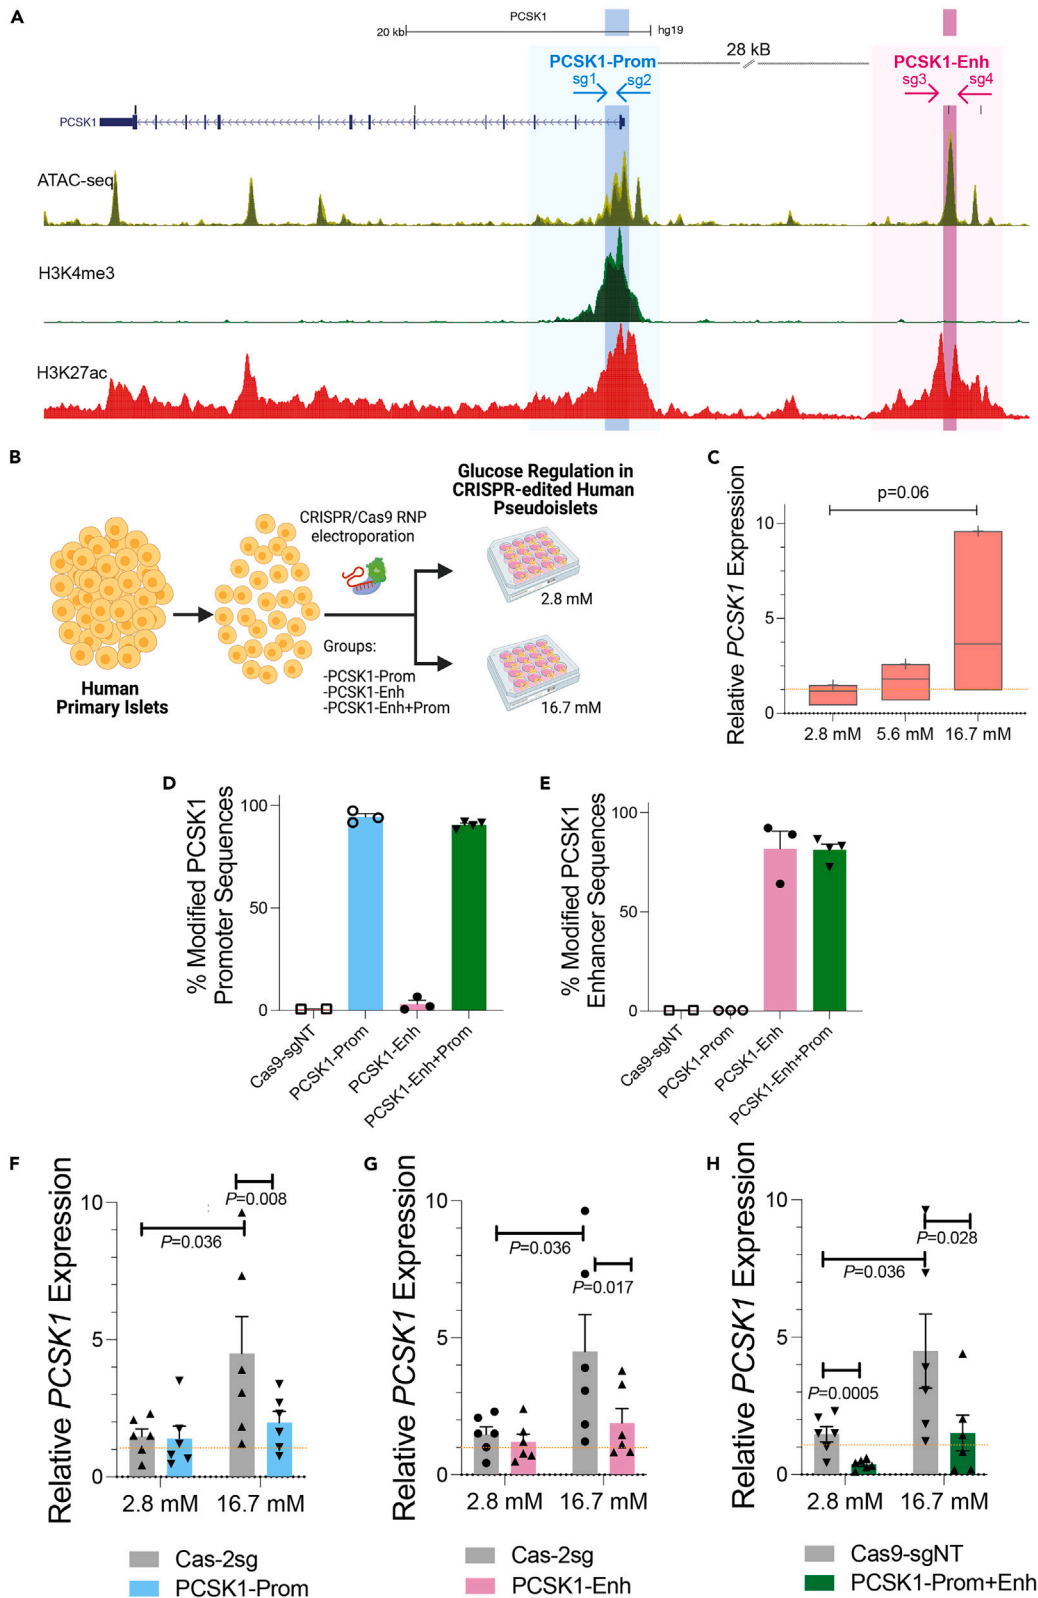 A
PCSK1
20 kb
hg19
28 kB
PCSK1-Prom
sg1
sg2
PCSK1-Enh
sg3
sg4
PCSK1
ATAC-seq
H3K4me3
H3K27ac
B
Human
Primary Islets
CRISPR/Cas9 RNP
electroporation
Groups:
-PCSK1-Prom
-PCSK1-Enh
-PCSK1-Enh+Prom
Glucose Regulation in
CRISPR-edited Human
Pseudoislets
2.8 mM
16.7 mM
C
Relative PCSK1 Expression
10
5
0
p=0.06
2.8 mM
5.6 mM
16.7 mM
D
% Modified PCSK1
Promoter Sequences
100
50
0
Cas9-sgNT
PCSK1-Prom
PCSK1-Enh
PCSK1-Enh+Prom
E
% Modified PCSK1
Enhancer Sequences
100
50
0
Cas9-sgNT
PCSK1-Prom
PCSK1-Enh
PCSK1-Enh+Prom
F
Relative PCSK1 Expression
10
5
0
P=0.008
P=0.036
2.8 mM
16.7 mM
Cas-2sg
PCSK1-Prom
G
Relative PCSK1 Expression
10
5
0
P=0.036
P=0.017
2.8 mM
16.7 mM
Cas-2sg
PCSK1-Enh
H
Relative PCSK1 Expression
10
5
0
P=0.028
P=0.036
P=0.0005
2.8 mM
16.7 mM
Cas9-sgNT
PCSK1-Prom+Enh